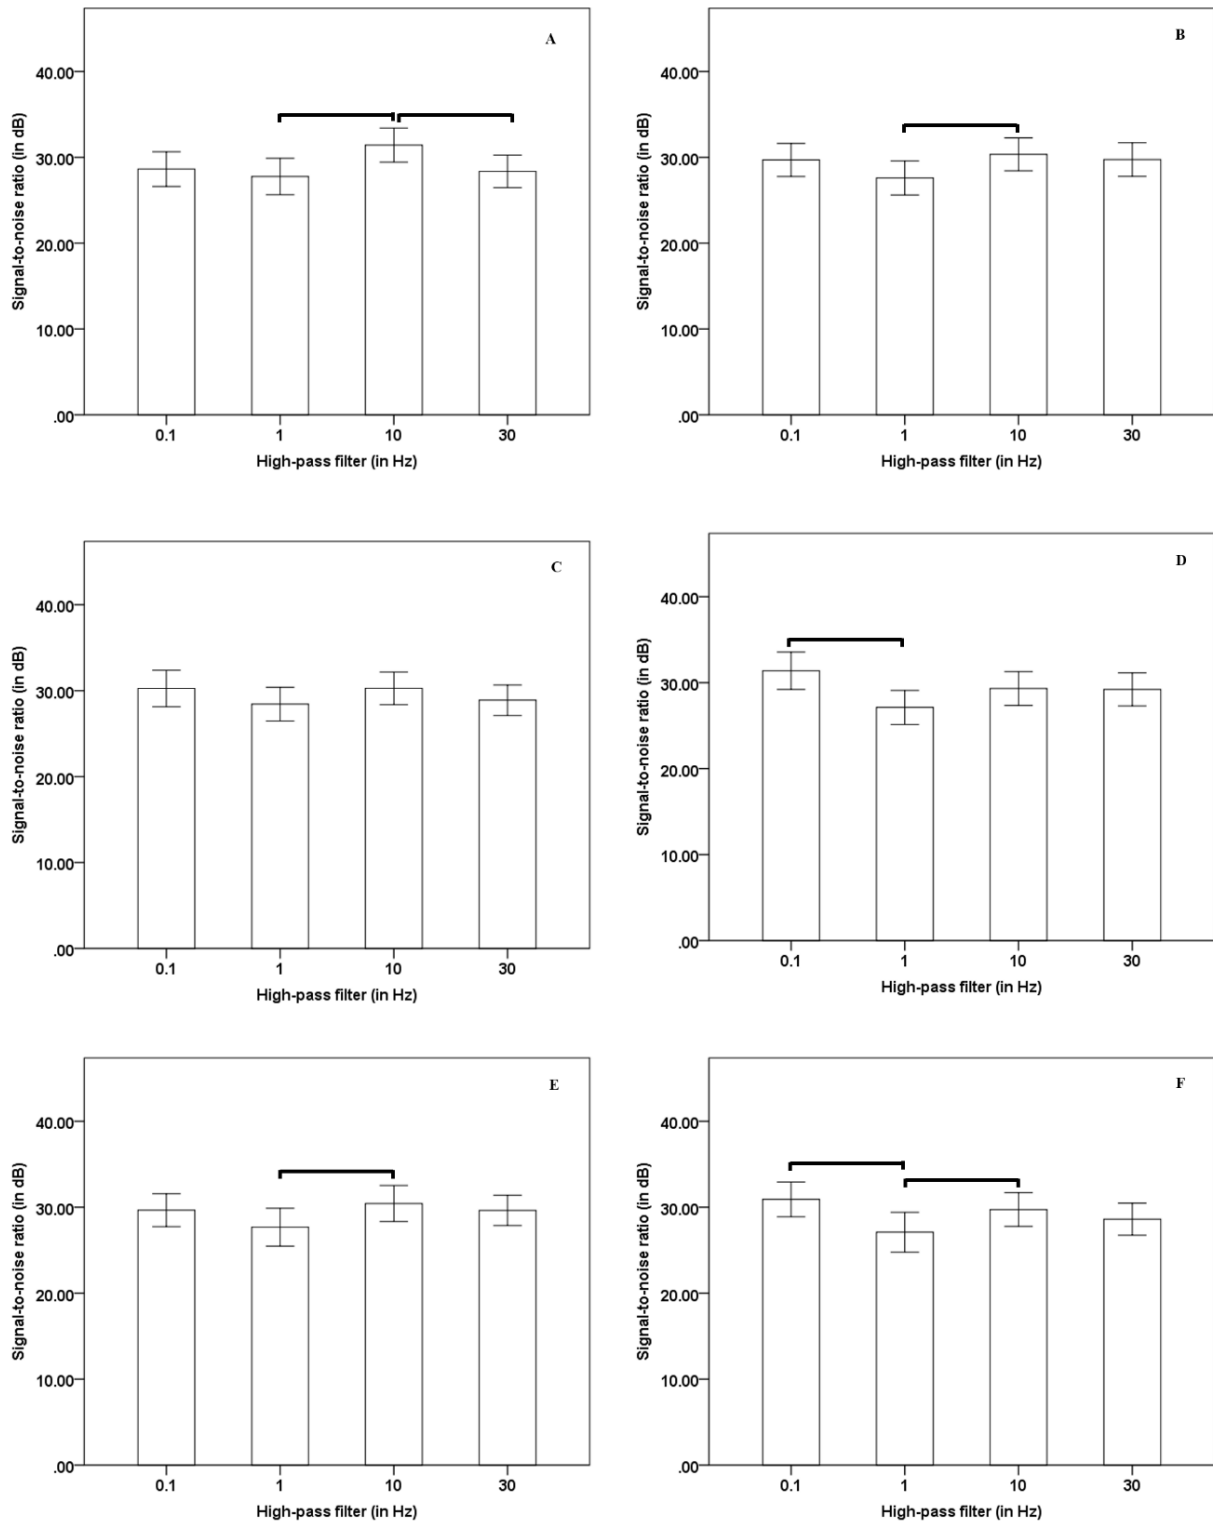 A
40.00
30.00
20.00
10.00
.00
Signal-to-noise ratio (in dB)
0.1 1 10 30
High-pass filter (in Hz)
B
40.00
30.00
20.00
10.00
.00
Signal-to-noise ratio (in dB)
0.1 1 10 30
High-pass filter (in Hz)
C
40.00
30.00
20.00
10.00
.00
Signal-to-noise ratio (in dB)
0.1 1 10 30
High-pass filter (in Hz)
D
40.00
30.00
20.00
10.00
.00
Signal-to-noise ratio (in dB)
0.1 1 10 30
High-pass filter (in Hz)
E
40.00
30.00
20.00
10.00
.00
Signal-to-noise ratio (in dB)
0.1 1 10 30
High-pass filter (in Hz)
F
40.00
30.00
20.00
10.00
.00
Signal-to-noise ratio (in dB)
0.1 1 10 30
High-pass filter (in Hz)